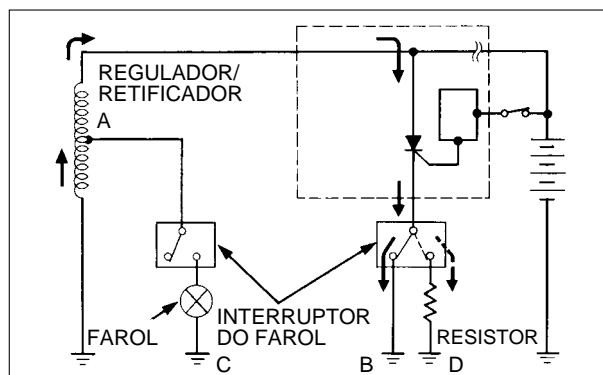 REGULADOR/
RETIFICADOR
A
FAROL
INTERRUPTOR
DO FAROL
RESISTOR
C
B
D